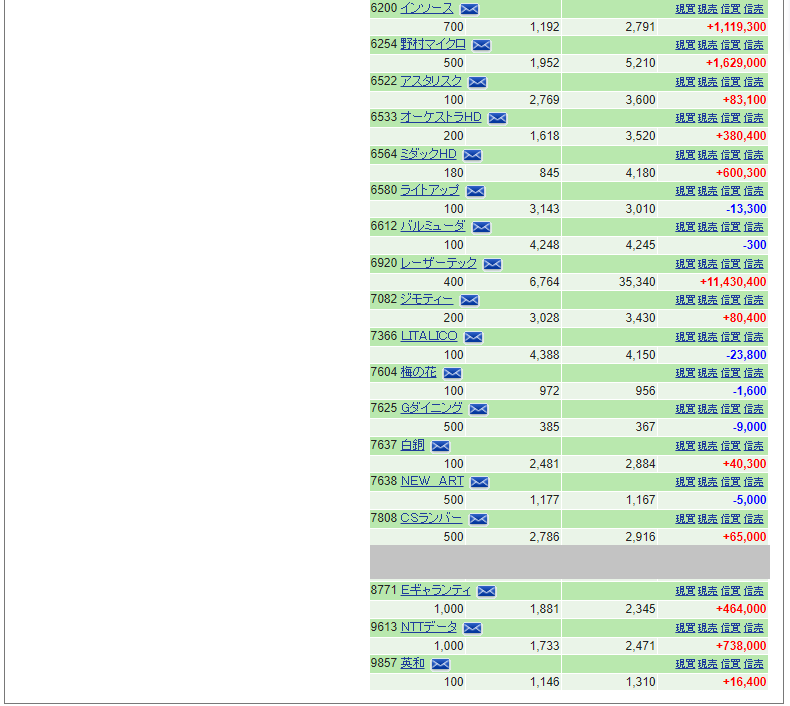 6200 インソース 現買 現売 信買 信売
700 1,192 2,791 +1,119,300
6254 野村マイクロ 現買 現売 信買 信売
500 1,952 5,210 +1,629,000
6522 アスタリスク 現買 現売 信買 信売
100 2,769 3,600 +83,100
6533 オーケストラHD 現買 現売 信買 信売
200 1,618 3,520 +380,400
6564 ミダックHD 現買 現売 信買 信売
180 845 4,180 +600,300
6580 ライトアップ 現買 現売 信買 信売
100 3,143 3,010 -13,300
6612 バルミューダ 現買 現売 信買 信売
100 4,248 4,245 -300
6920 レーザーテック 現買 現売 信買 信売
400 6,764 35,340 +11,430,400
7082 ジモティー 現買 現売 信買 信売
200 3,028 3,430 +80,400
7366 LITALICO 現買 現売 信買 信売
100 4,388 4,150 -23,800
7604 梅の花 現買 現売 信買 信売
100 972 956 -1,600
7625 Gダイニング 現買 現売 信買 信売
500 385 367 -9,000
7637 白銅 現買 現売 信買 信売
100 2,481 2,884 +40,300
7638 NEW ART 現買 現売 信買 信売
500 1,177 1,167 -5,000
7808 CSランバー 現買 現売 信買 信売
500 2,786 2,916 +65,000
8771 Eギャランティ 現買 現売 信買 信売
1,000 1,881 2,345 +464,000
9613 NTTデータ 現買 現売 信買 信売
1,000 1,733 2,471 +738,000
9857 英和 現買 現売 信買 信売
100 1,146 1,310 +16,400